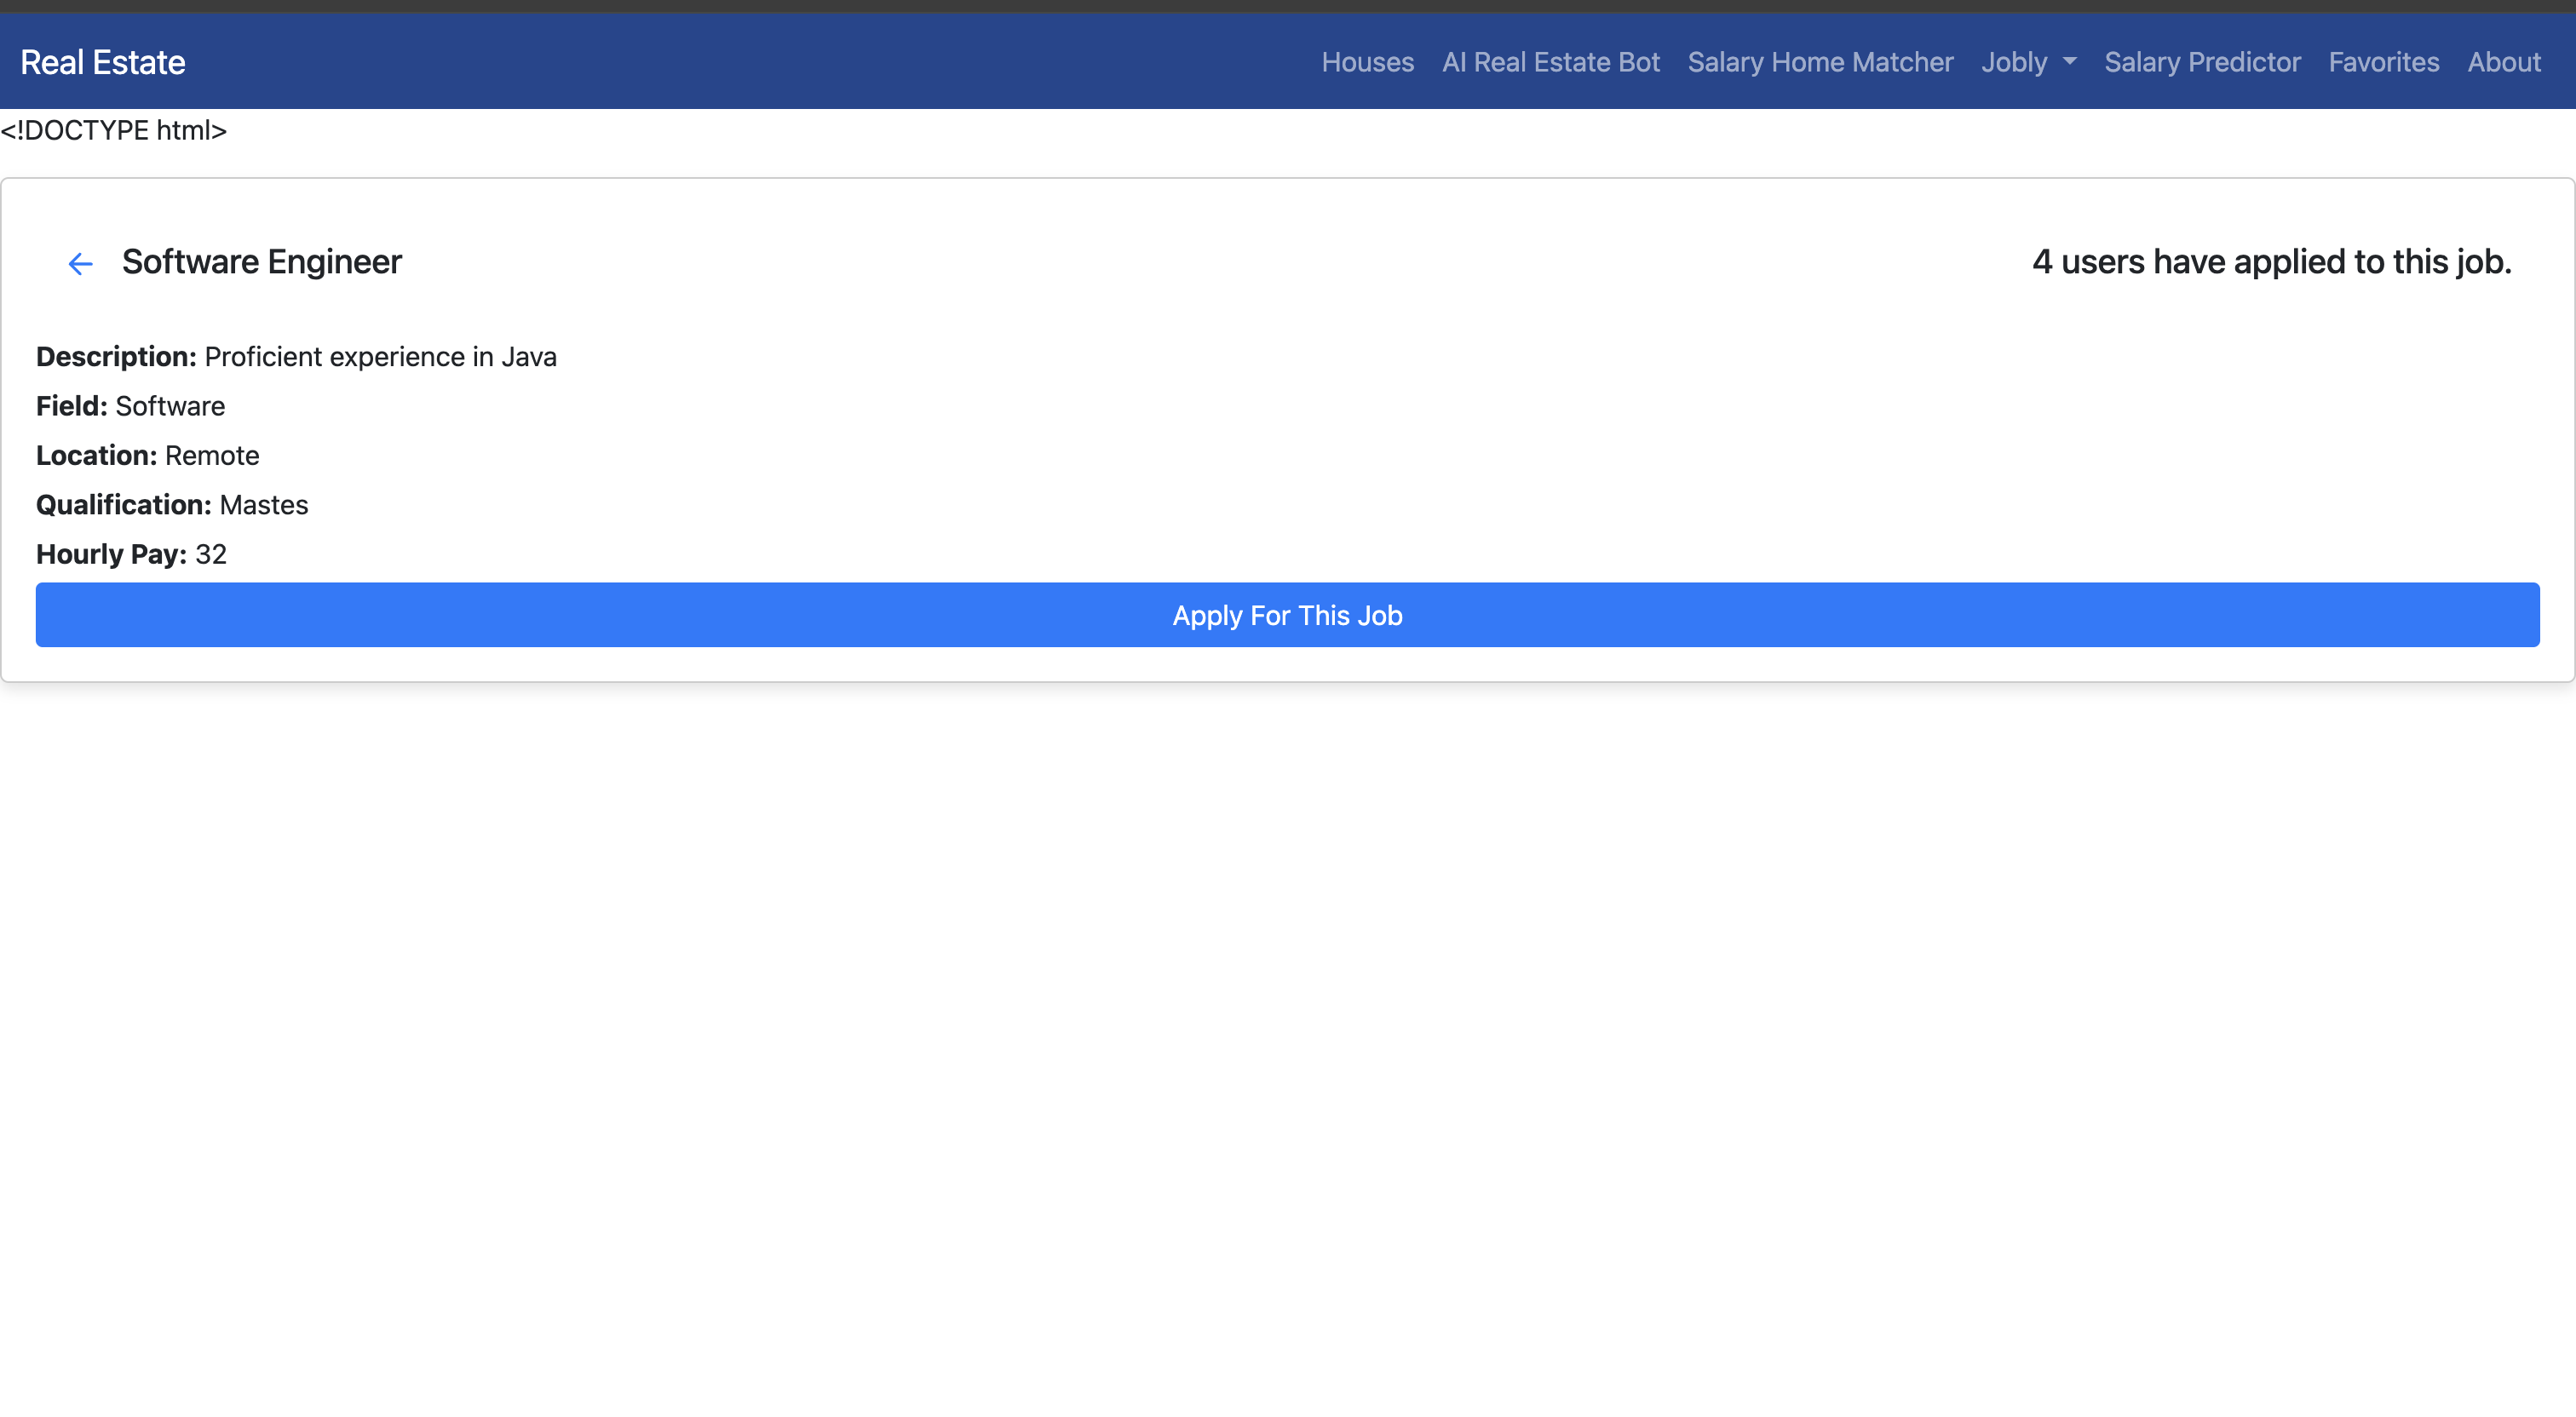 Real Estate
Houses AI Real Estate Bot Salary Home Matcher Jobly Salary Predictor Favorites About
<!DOCTYPE html>
Software Engineer
4 users have applied to this job.
Description: Proficient experience in Java
Field: Software
Location: Remote
Qualification: Mastes
Hourly Pay: 32
Apply For This Job